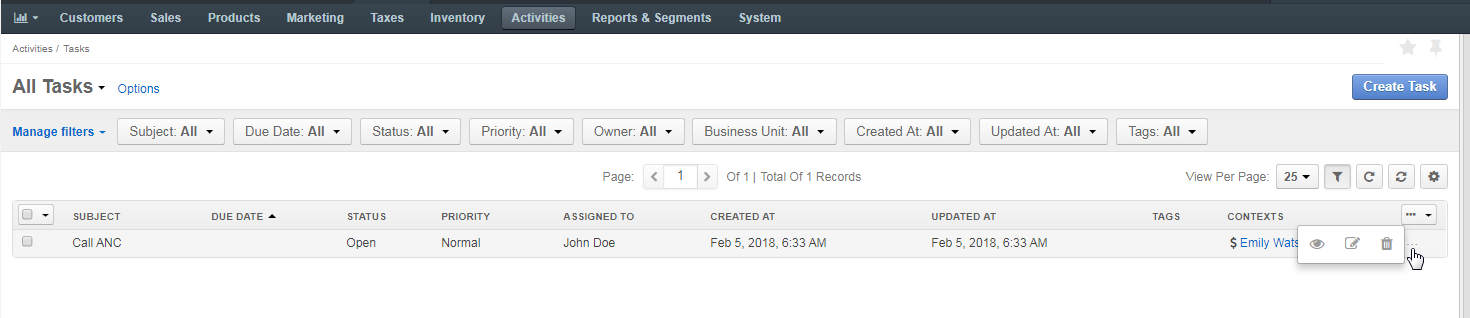 Customers Sales Products Marketing Taxes Inventory Activities Reports & Segments System
Activities / Tasks
All Tasks Options Create Task
Manage filters Subject: All Due Date: All Status: All Priority: All Owner: All Business Unit: All Created At: All Updated At: All Tags: All
Page: 1 Of 1 | Total Of 1 Records View Per Page: 25
SUBJECT DUE DATE STATUS PRIORITY ASSIGNED TO CREATED AT UPDATED AT TAGS CONTEXTS
Call ANC Open Normal John Doe Feb 5, 2018, 6:33 AM Feb 5, 2018, 6:33 AM $ Emily Wats